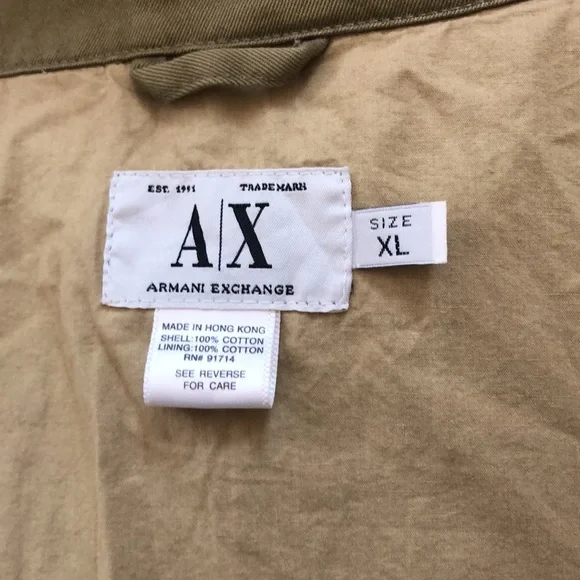 EST. 1991 TRADEMARK
A|X
ARMANI EXCHANGE
SIZE
XL
MADE IN HONG KONG
SHELL:100% COTTON
LINING:100% COTTON
RN# 91714
SEE REVERSE
FOR CARE